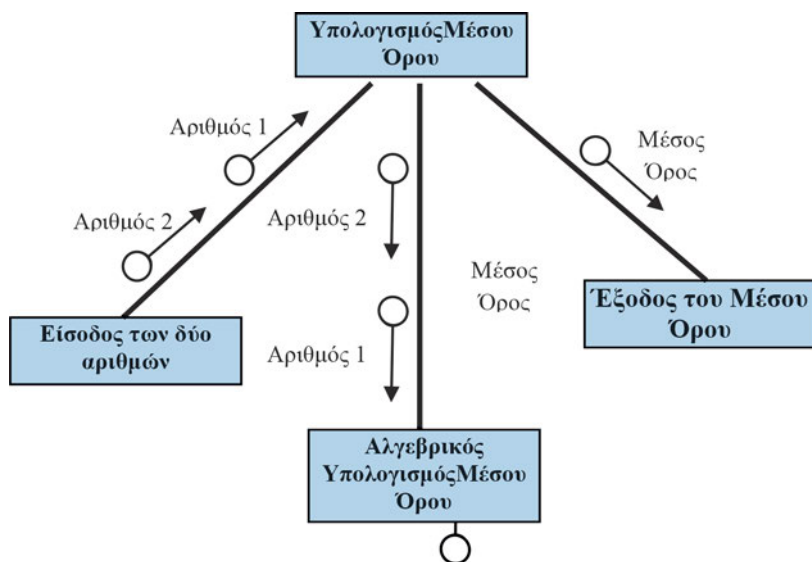 ΥπολογισμόςΜέσου
Όρου
Αριθμός 1
Αριθμός 2
Αριθμός 2
Αριθμός 1
Μέσος
Όρος
Μέσος
Όρος
Είσοδος των δύο
αριθμών
Έξοδος του Μέσου
Όρου
Αλγεβρικός
ΥπολογισμόςΜέσου
Όρου